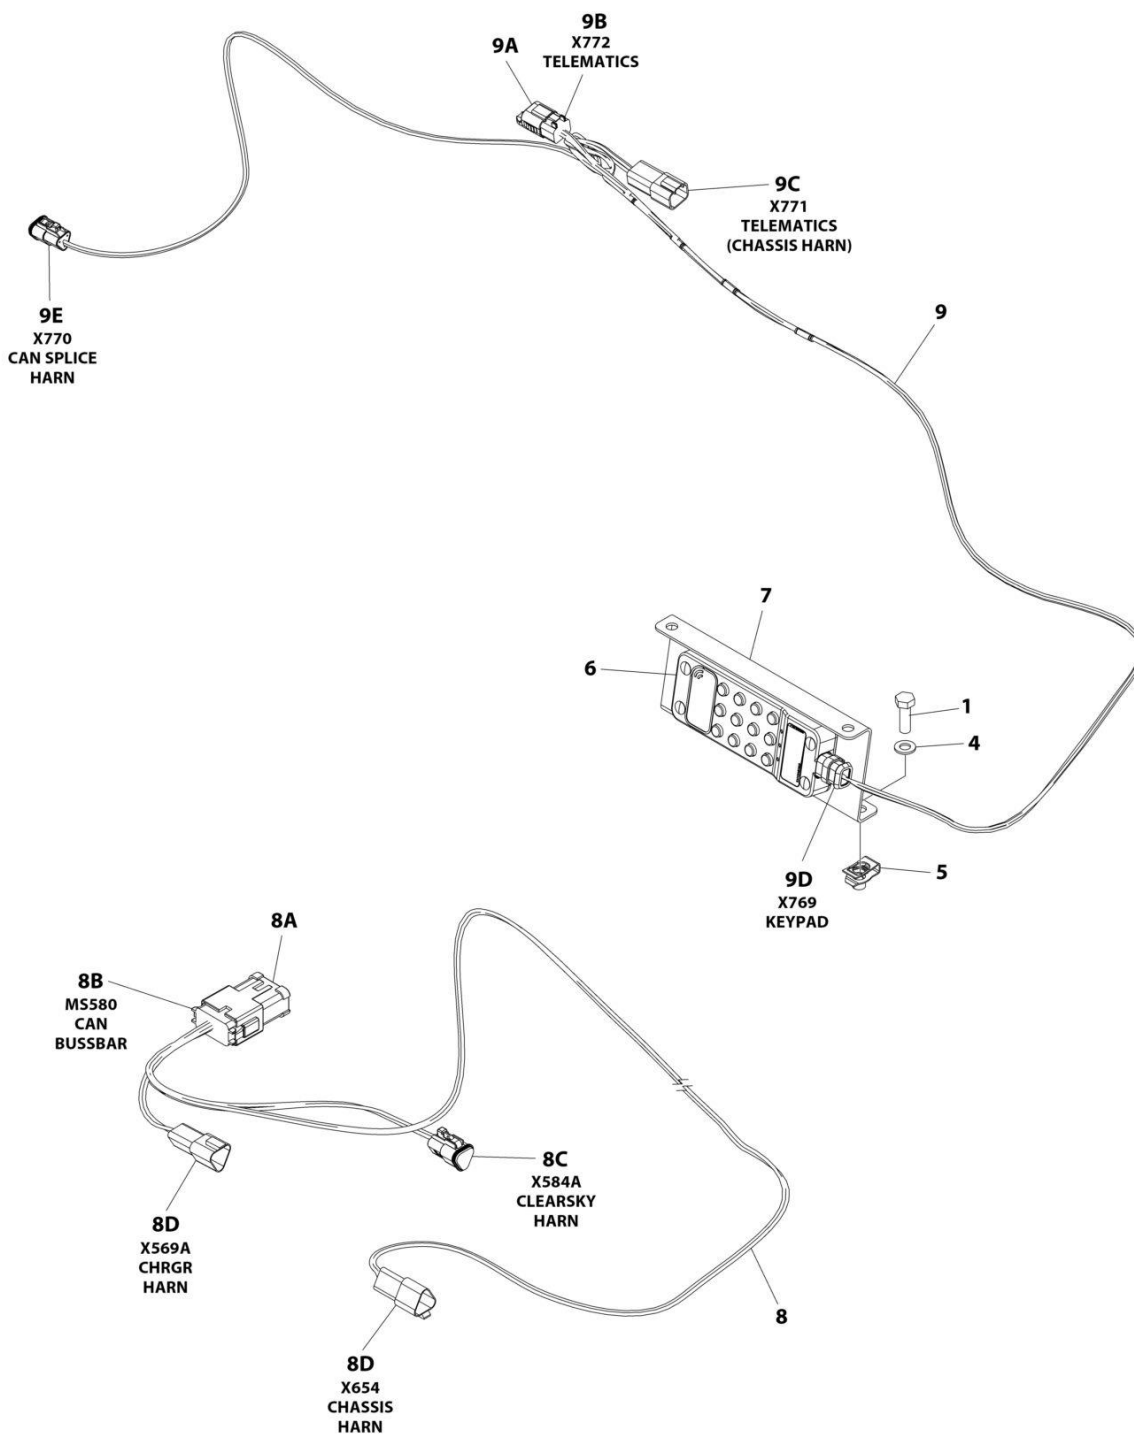 9B
X772
TELEMATICS
9A
9C
X771
TELEMATICS
(CHASSIS HARN)
9E
X770
CAN SPLICE
HARN
9
7
6
1
4
5
9D
X769
KEYPAD
8A
8B
MS580
CAN
BUSSBAR
8C
X584A
CLEARSKY
HARN
8D
X569A
CHRGR
HARN
8
8D
X654
CHASSIS
HARN